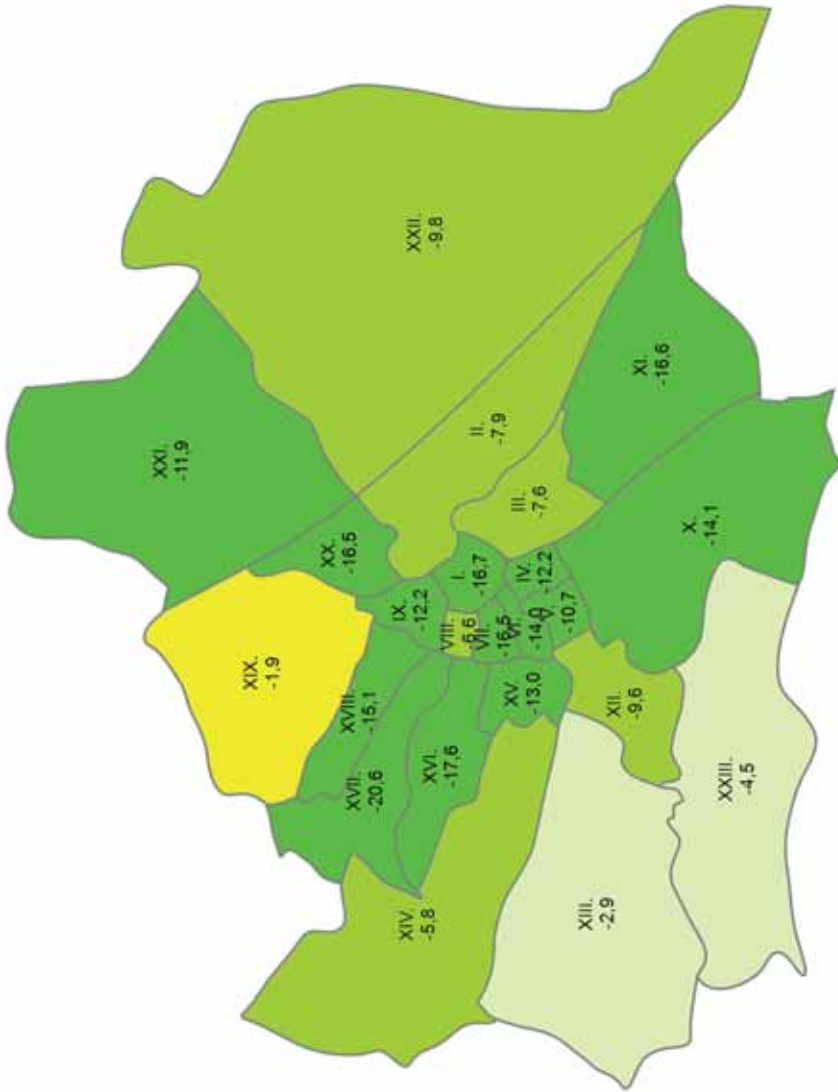 XXI.
-11,9
XXII.
-9,8
XIX.
-1,9
XX.
-16,5
XVIII.
-15,1
XVII.
-20,6
XVI.
-17,6
IX.
-12,2
II.
-7,9
VIII.
-6,6
I.
-16,7
VII.
-16,5
III.
-7,6
XIV.
-5,8
XV.
-13,0
VI.
-14,0
IV.
-12,2
V.
-10,7
XI.
-16,6
XII.
-9,6
X.
-14,1
XIII.
-2,9
XXIII.
-4,5